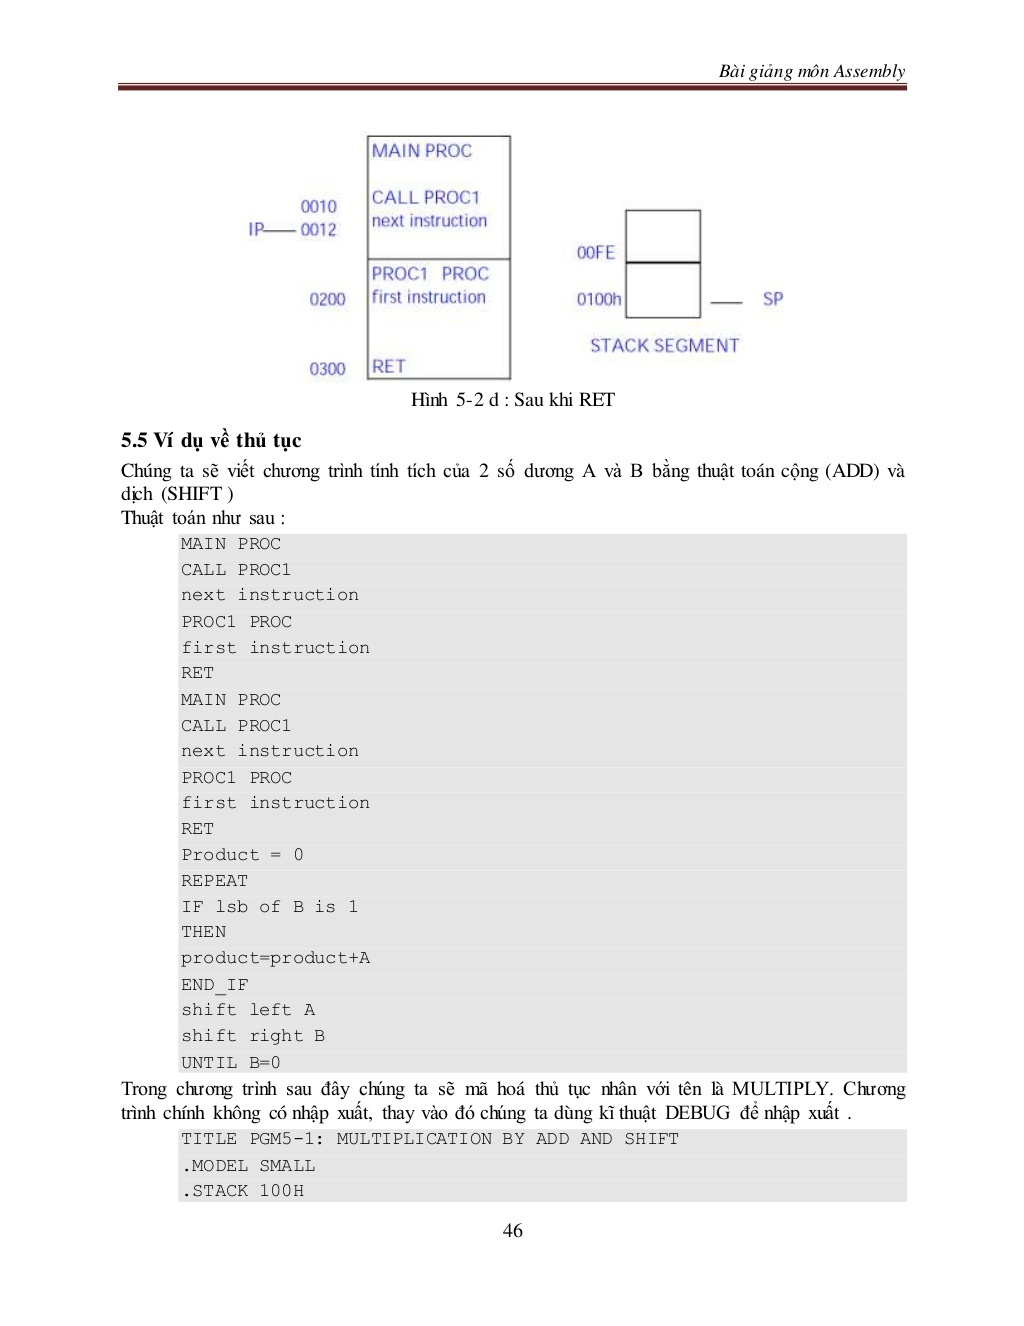 Bài giảng môn Assembly
MAIN PROC
0010 CALL PROC1
IP 0012 next instruction
PROC1 PROC
0200 first instruction
0300 RET
00FE
0100h SP
STACK SEGMENT
Hình 5-2 d : Sau khi RET
5.5 Ví dụ về thủ tục
Chúng ta sẽ viết chương trình tính tích của 2 số dương A và B bằng thuật toán cộng (ADD) và
dịch (SHIFT )
Thuật toán như sau :
MAIN PROC
CALL PROC1
next instruction
PROC1 PROC
first instruction
RET
MAIN PROC
CALL PROC1
next instruction
PROC1 PROC
first instruction
RET
Product = 0
REPEAT
IF lsb of B is 1
THEN
product=product+A
END_IF
shift left A
shift right B
UNTIL B=0
Trong chương trình sau đây chúng ta sẽ mã hoá thủ tục nhân với tên là MULTIPLY. Chương
trình chính không có nhập xuất, thay vào đó chúng ta dùng kĩ thuật DEBUG để nhập xuất .
TITLE PGM5-1: MULTIPLICATION BY ADD AND SHIFT
.MODEL SMALL
.STACK 100H
46